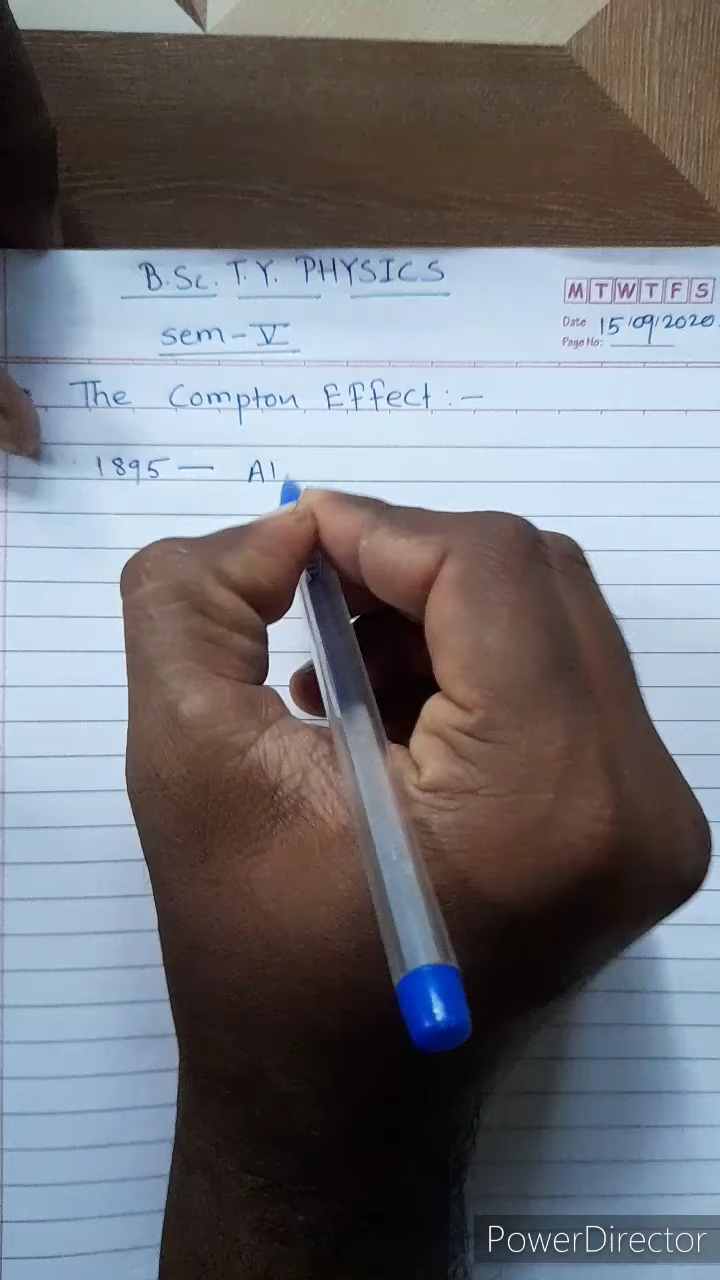 B.Sc. T.Y. PHYSICS
M T W T F S
Date 15/09/2020.
Page No:
sem - V
The Compton Effect :-
1895 — Al
PowerDirector